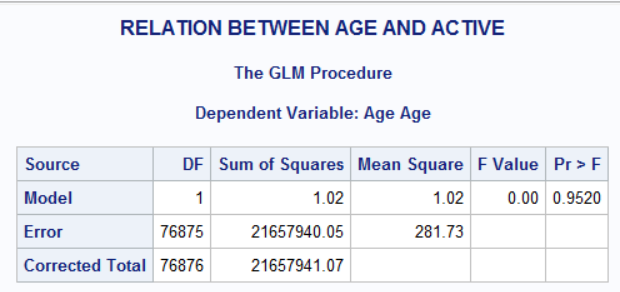 RELATION BETWEEN AGE AND ACTIVE
The GLM Procedure
Dependent Variable: Age Age
Source DF Sum of Squares Mean Square F Value Pr > F
Model 1 1.02 1.02 0.00 0.9520
Error 76875 21657940.05 281.73
Corrected Total 76876 21657941.07